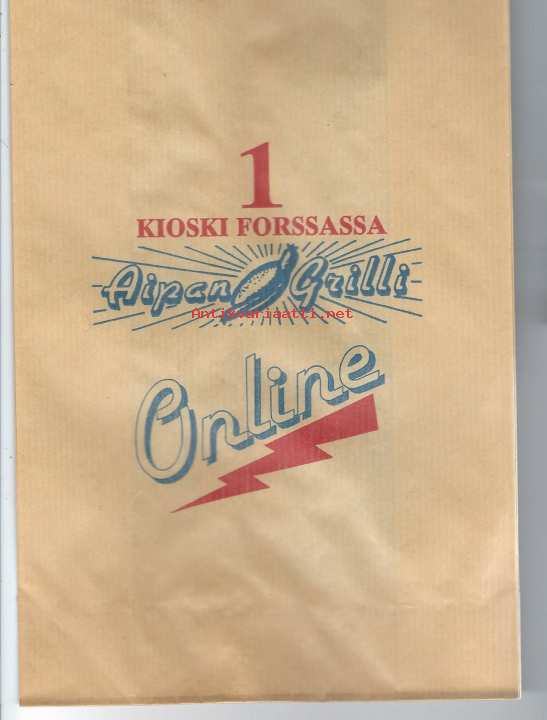 1
KIOSKI FORSSASSA
Aipan Grilli
Antikvariaatti.net
Online